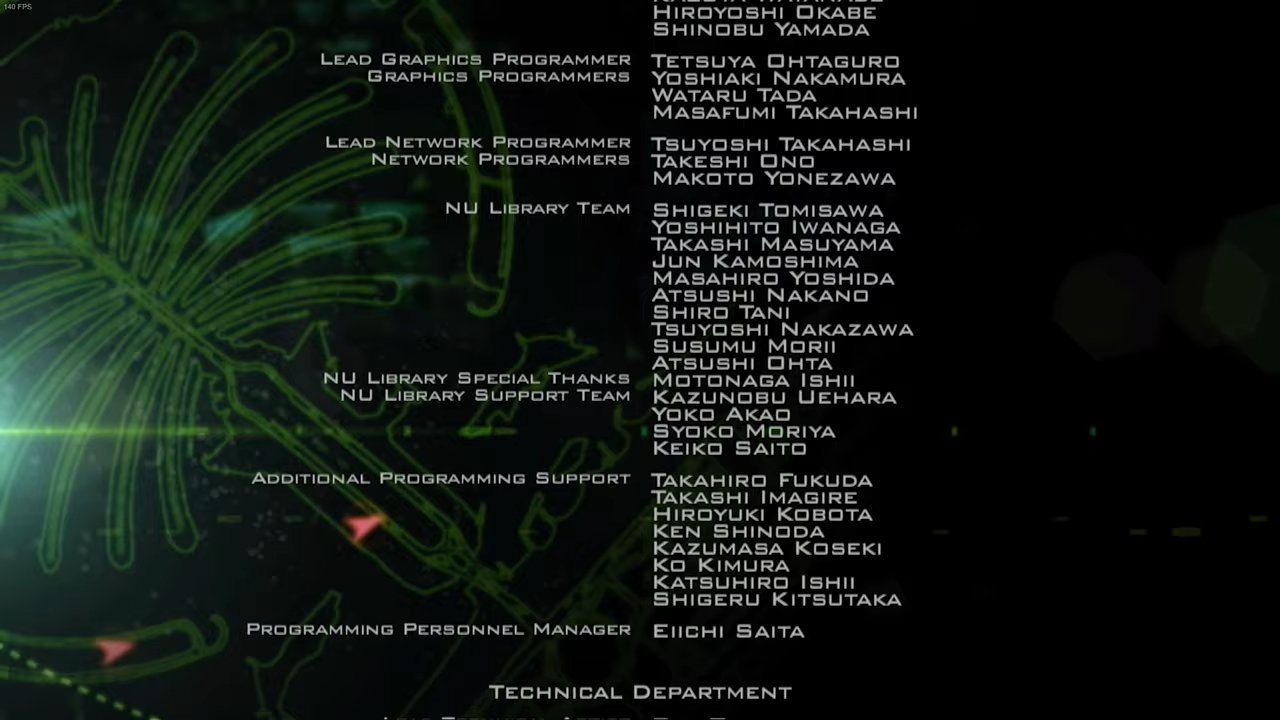 140 FPS
HIROYOSHI OKABE
SHINOBU YAMADA
LEAD GRAPHICS PROGRAMMER TETSUYA OHTAGURO
GRAPHICS PROGRAMMERS YOSHIAKI NAKAMURA
WATARU TADA
MASAFUMI TAKAHASHI
LEAD NETWORK PROGRAMMER TSUYOSHI TAKAHASHI
NETWORK PROGRAMMERS TAKESHI ONO
MAKOTO YONEZAWA
NU LIBRARY TEAM SHIGEKI TOMISAWA
YOSHIHITO IWANAGA
TAKASHI MASUYAMA
JUN KAMOSHIMA
MASAHIRO YOSHIDA
ATSUSHI NAKANO
SHIRO TANI
TSUYOSHI NAKAZAWA
SUSUMU MORII
ATSUSHI OHTA
NU LIBRARY SPECIAL THANKS MOTONAGA ISHII
NU LIBRARY SUPPORT TEAM KAZUNOBU UEHARA
YOKO AKAO
SYOKO MORIYA
KEIKO SAITO
ADDITIONAL PROGRAMMING SUPPORT TAKAHIRO FUKUDA
TAKASHI IMAGIRE
HIROYUKI KOBOTA
KEN SHINODA
KAZUMASA KOSEKI
KO KIMURA
KATSUHIRO ISHII
SHIGERU KITSUTAKA
PROGRAMMING PERSONNEL MANAGER EIICHI SAITA
TECHNICAL DEPARTMENT